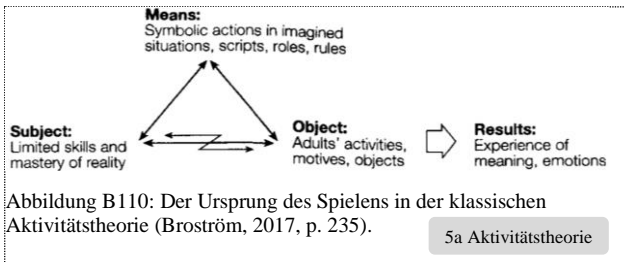 Means:
Symbolic actions in imagined
situations, scripts, roles, rules
Subject:
Limited skills and
mastery of reality
Object:
Adults' activities,
motives, objects
Results:
Experience of
meaning, emotions
Abbildung B110: Der Ursprung des Spielens in der klassischen
Aktivitätstheorie (Broström, 2017, p. 235).
5a Aktivitätstheorie